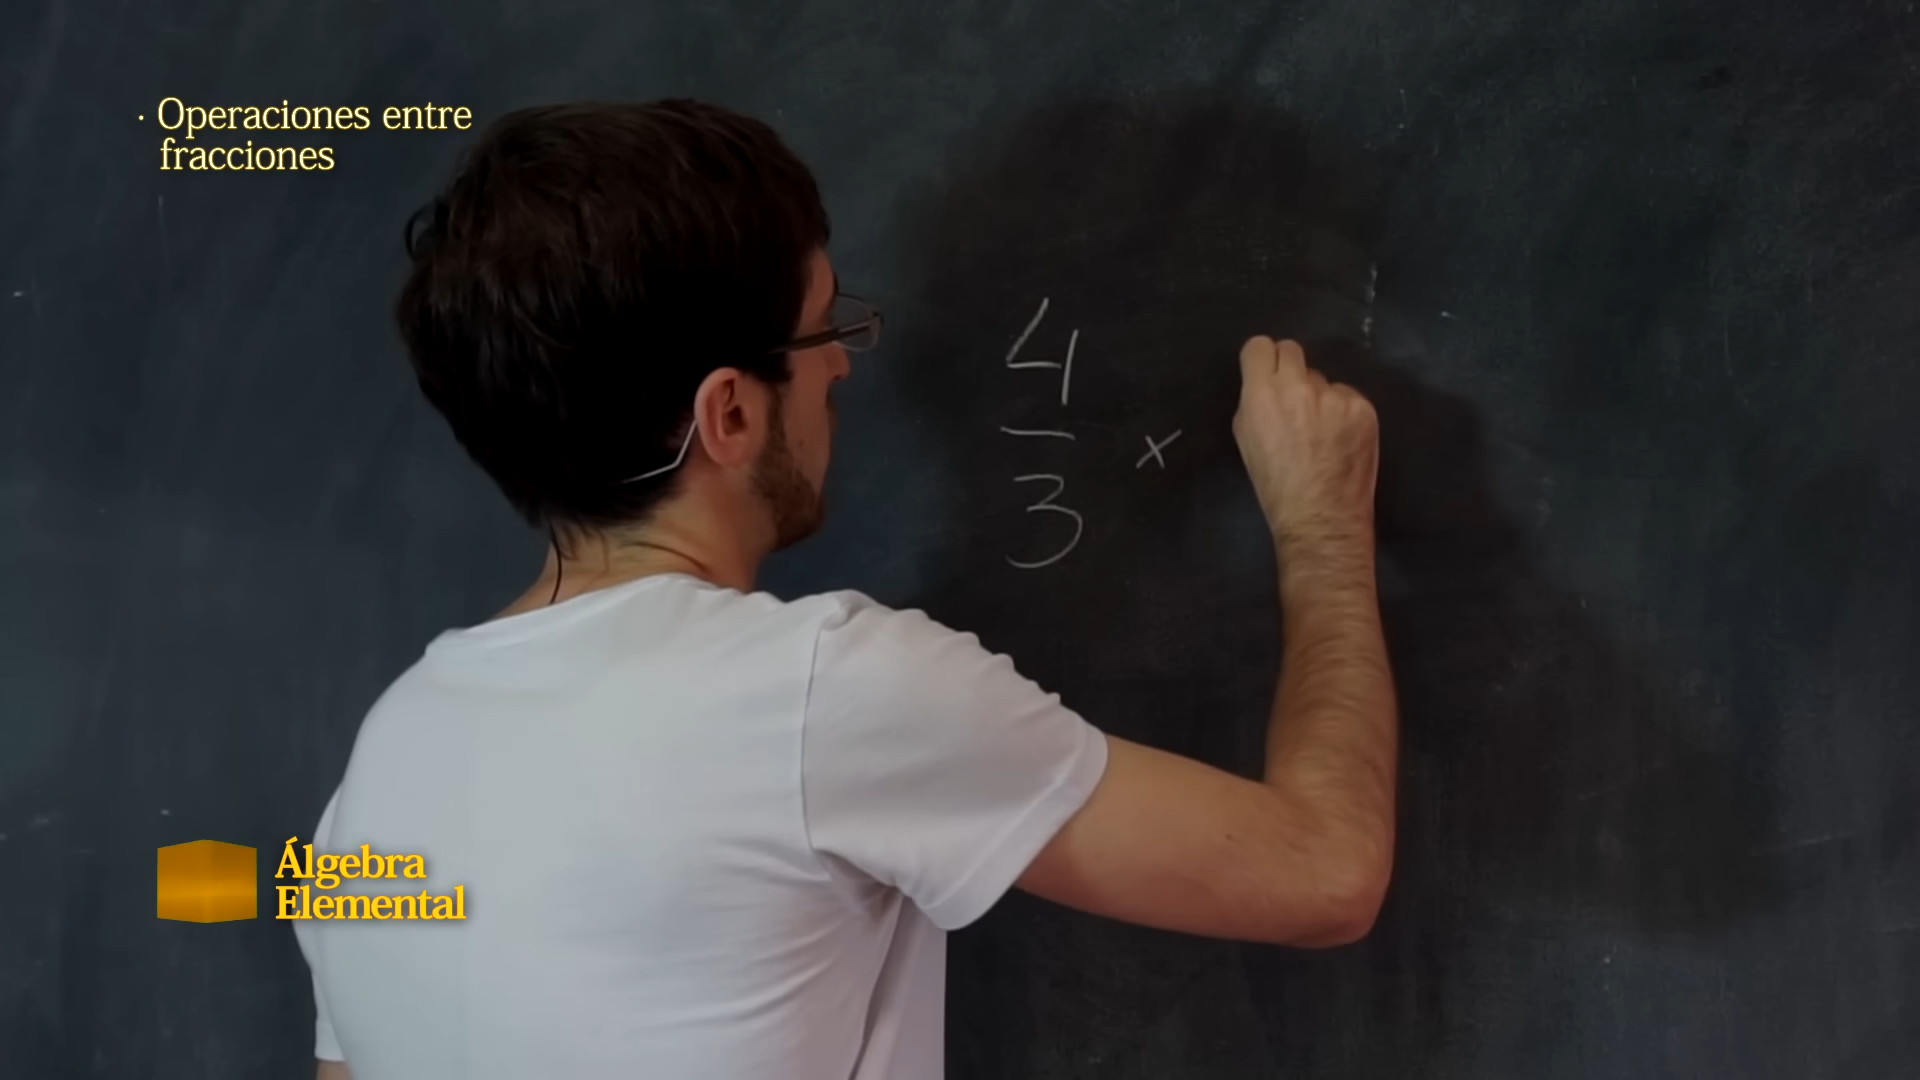 · Operaciones entre
fracciones
4
3
×
Álgebra
Elemental